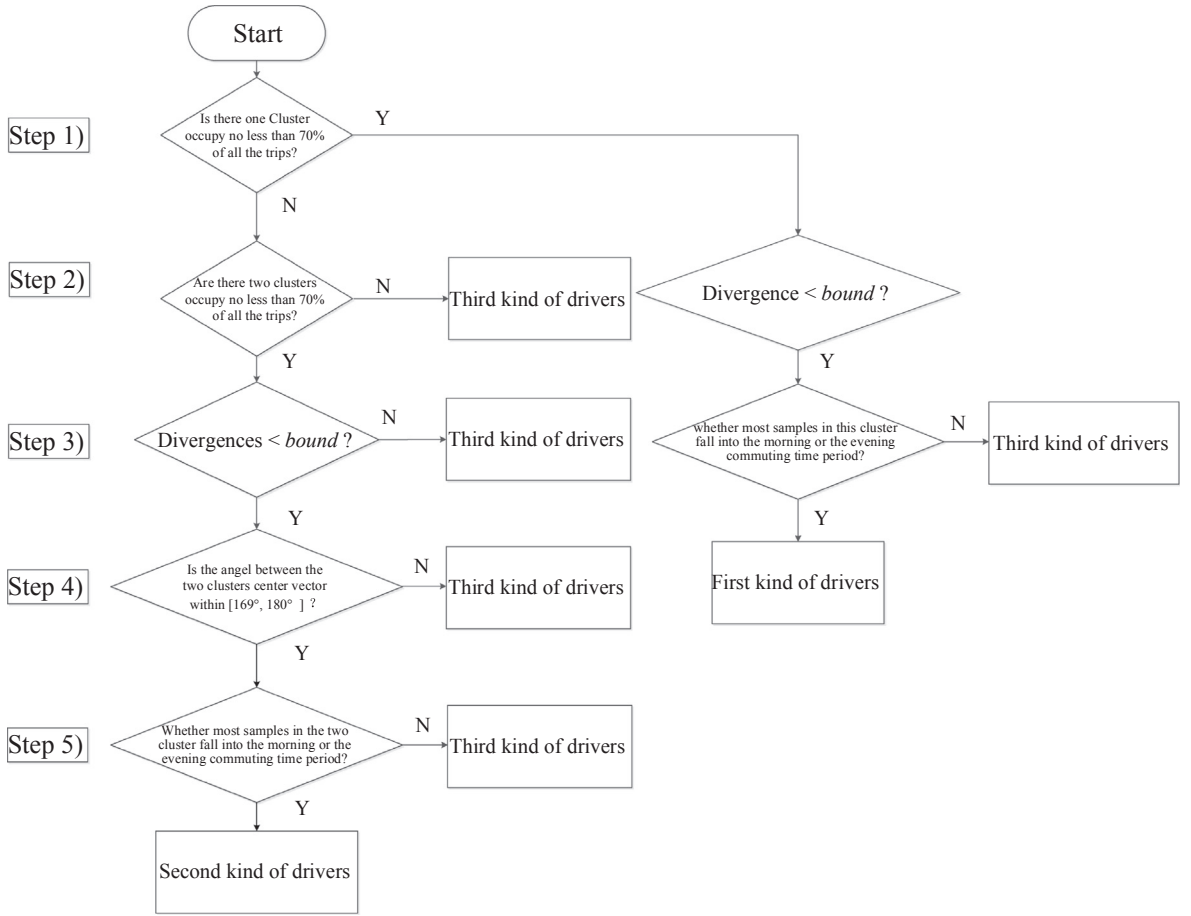 Start
Step 1)
Is there one Cluster
occupy no less than 70%
of all the trips?
Y
N
Step 2)
Are there two clusters
occupy no less than 70%
of all the trips?
N
Third kind of drivers
Divergence < bound ?
Y
Y
Step 3)
Divergences < bound ?
N
Third kind of drivers
whether most samples in this cluster
fall into the morning or the evening
commuting time period?
N
Third kind of drivers
Y
Y
Step 4)
Is the angel between the
two clusters center vector
within [169°, 180° ] ?
N
Third kind of drivers
First kind of drivers
Y
Step 5)
Whether most samples in the two
cluster fall into the morning or the
evening commuting time period?
N
Third kind of drivers
Y
Second kind of drivers